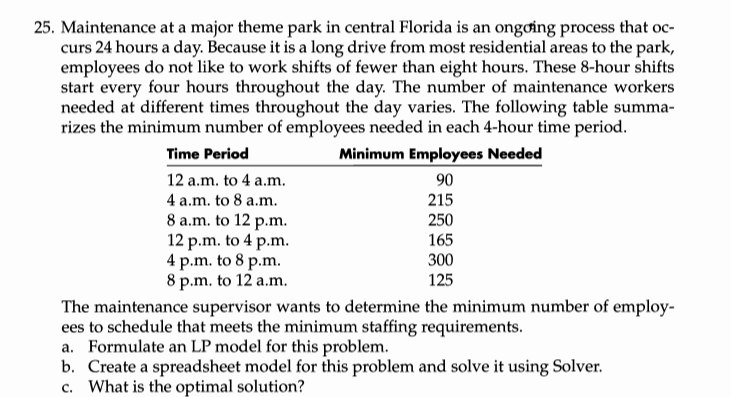 25. Maintenance at a major theme park in central Florida is an ongoing process that oc-
curs 24 hours a day. Because it is a long drive from most residential areas to the park,
employees do not like to work shifts of fewer than eight hours. These 8-hour shifts
start every four hours throughout the day. The number of maintenance workers
needed at different times throughout the day varies. The following table summa-
rizes the minimum number of employees needed in each 4-hour time period.
Time Period Minimum Employees Needed
12 a.m. to 4 a.m. 90
4 a.m. to 8 a.m. 215
8 a.m. to 12 p.m. 250
12 p.m. to 4 p.m. 165
4 p.m. to 8 p.m. 300
8 p.m. to 12 a.m. 125
The maintenance supervisor wants to determine the minimum number of employ-
ees to schedule that meets the minimum staffing requirements.
a. Formulate an LP model for this problem.
b. Create a spreadsheet model for this problem and solve it using Solver.
c. What is the optimal solution?